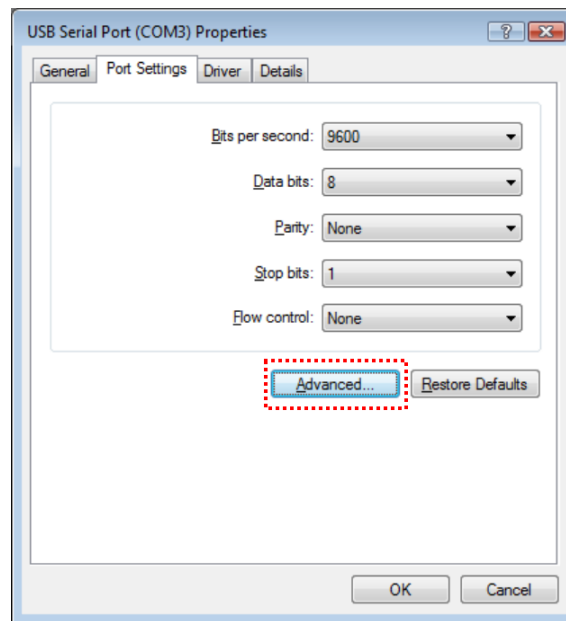 USB Serial Port (COM3) Properties
General Port Settings Driver Details
Bits per second: 9600
Data bits: 8
Parity: None
Stop bits: 1
Flow control: None
Advanced... Restore Defaults
OK Cancel